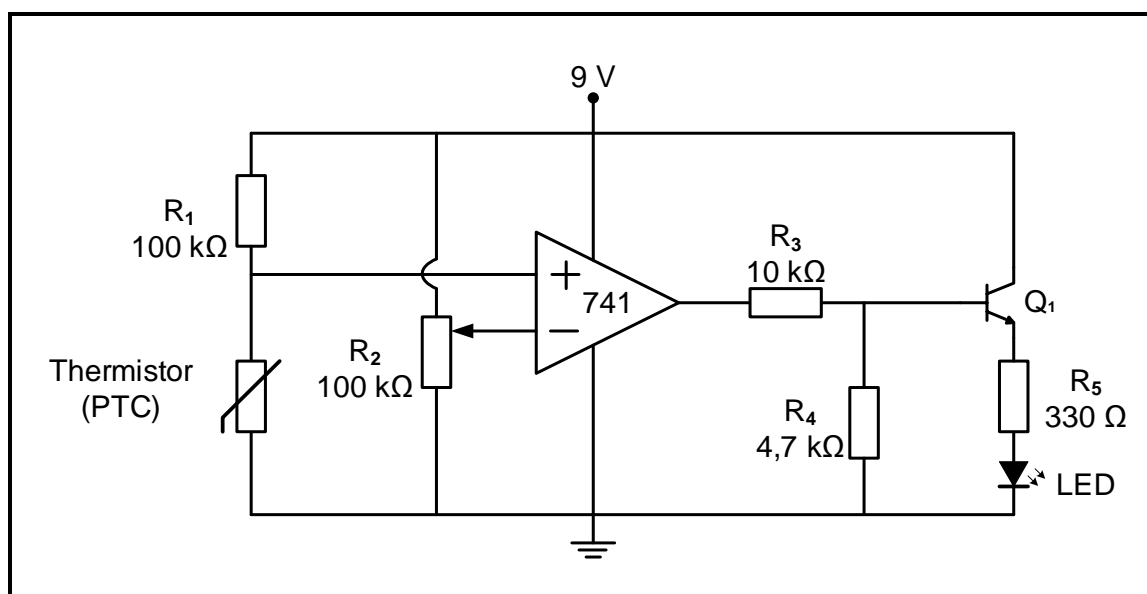 9 V
R1
100 kΩ
R3
10 kΩ
+
741
−
Q1
Thermistor
(PTC)
R2
100 kΩ
R4
4,7 kΩ
R5
330 Ω
LED